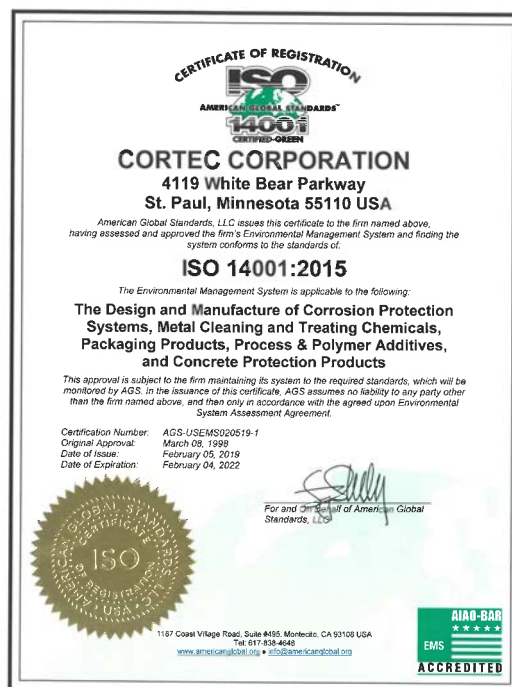 CERTIFICATE OF REGISTRATION
ISO
AMERICAN GLOBAL STANDARDS™
14001
CERTIFIED-GREEN
CORTEC CORPORATION
4119 White Bear Parkway
St. Paul, Minnesota 55110 USA
American Global Standards, LLC issues this certificate to the firm named above,
having assessed and approved the firm's Environmental Management System and finding the
system conforms to the standards of:
ISO 14001:2015
The Environmental Management System is applicable to the following:
The Design and Manufacture of Corrosion Protection
Systems, Metal Cleaning and Treating Chemicals,
Packaging Products, Process & Polymer Additives,
and Concrete Protection Products
This approval is subject to the firm maintaining its system to the required standards, which will be
monitored by AGS. In the issuance of this certificate, AGS assumes no liability to any party other
than the firm named above, and then only in accordance with the agreed upon Environmental
System Assessment Agreement.
Certification Number: AGS-USEMS020519-1
Original Approval: March 08, 1998
Date of Issue: February 05, 2019
Date of Expiration: February 04, 2022
For and On Behalf of American Global
Standards, LLC
AMERICAN GLOBAL STANDARDS, LLC
CERTIFICATE
ISO
OF REGISTRATION
USA
1187 Coast Village Road, Suite #495, Montecito, CA 93108 USA
Tel: 617-838-4648
www.americanglobal.org ● info@americanglobal.org
AIAO-BAR
★★★★★
EMS
ACCREDITED